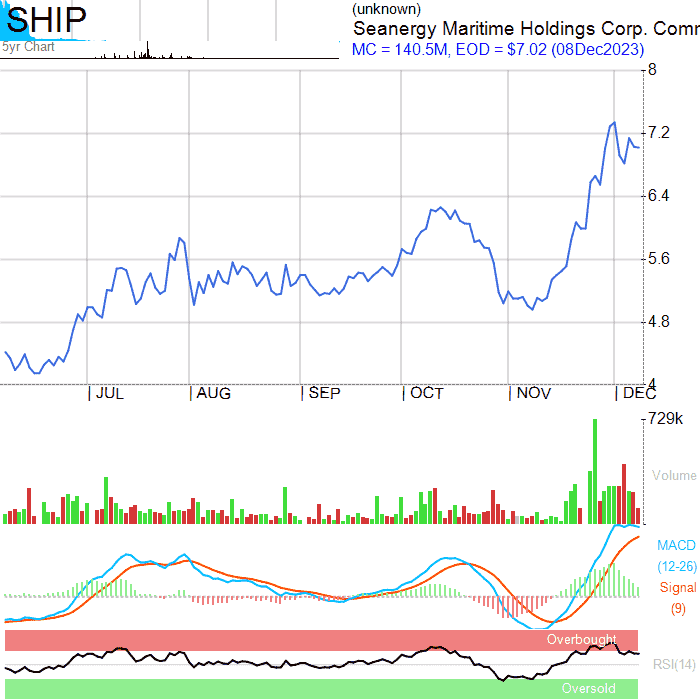 SHIP
5yr Chart
(unknown)
Seanergy Maritime Holdings Corp. Comm
MC = 140.5M, EOD = $7.02 (08Dec2023)
8
7.2
6.4
5.6
4.8
4
JUL AUG SEP OCT NOV DEC
729k
Volume
MACD
(12-26)
Signal
(9)
Overbought
RSI(14)
Oversold